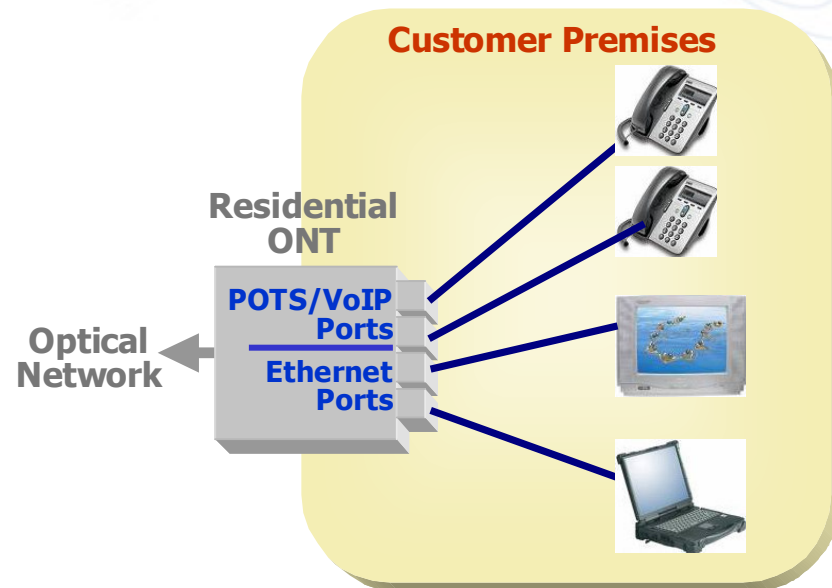 Customer Premises
Residential
ONT
POTS/VoIP
Ports
Ethernet
Ports
Optical
Network